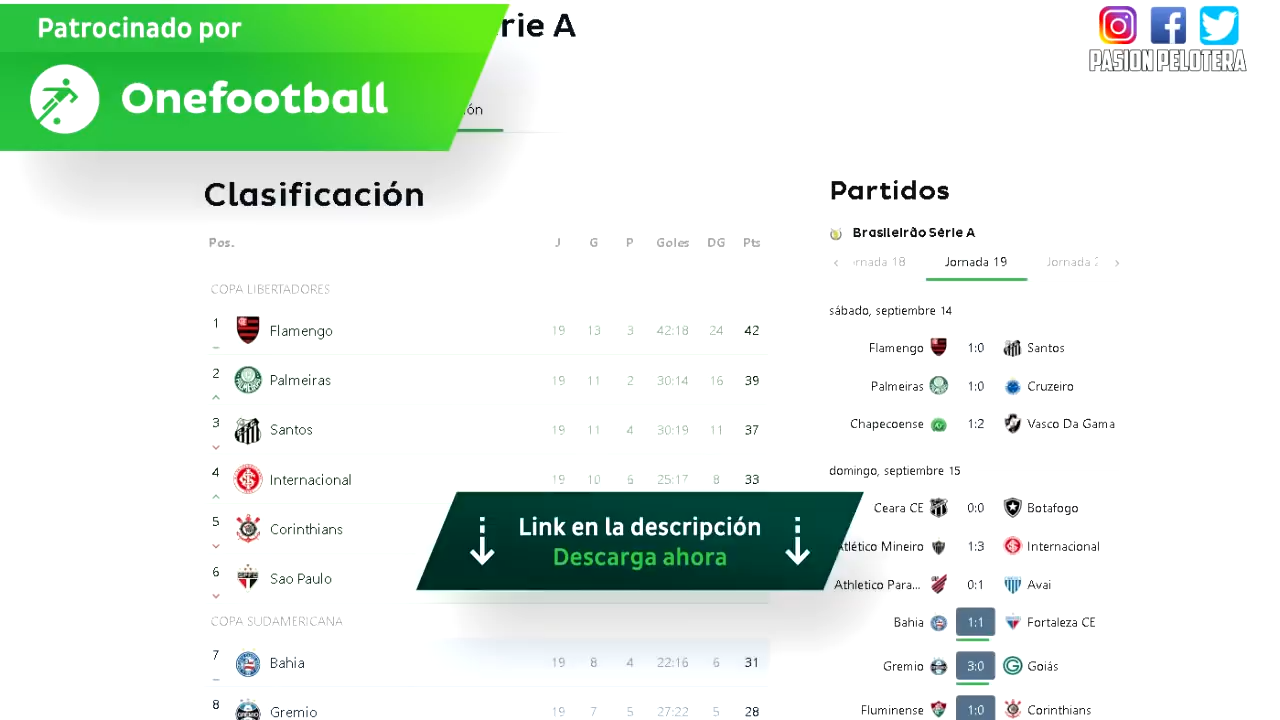 Patrocinado por
Onefootball
rie A
ón
PASION PELOTERA
Clasificación
Pos. J G P Goles DG Pts
COPA LIBERTADORES
1 Flamengo 19 13 3 42:18 24 42
2 Palmeiras 19 11 2 30:14 16 39
3 Santos 19 11 4 30:19 11 37
4 Internacional 19 10 6 25:17 8 33
5 Corinthians
6 Sao Paulo
COPA SUDAMERICANA
7 Bahia 19 8 4 22:16 6 31
8 Gremio 19 7 5 27:22 5 28
Link en la descripción
Descarga ahora
Partidos
Brasileirão Série A
‹ ornada 18 Jornada 19 Jornada 2 ›
sábado, septiembre 14
Flamengo 1:0 Santos
Palmeiras 1:0 Cruzeiro
Chapecoense 1:2 Vasco Da Gama
domingo, septiembre 15
Ceara CE 0:0 Botafogo
Atlético Mineiro 1:3 Internacional
Athletico Para... 0:1 Avai
Bahia 1:1 Fortaleza CE
Gremio 3:0 Goiás
Fluminense 1:0 Corinthians